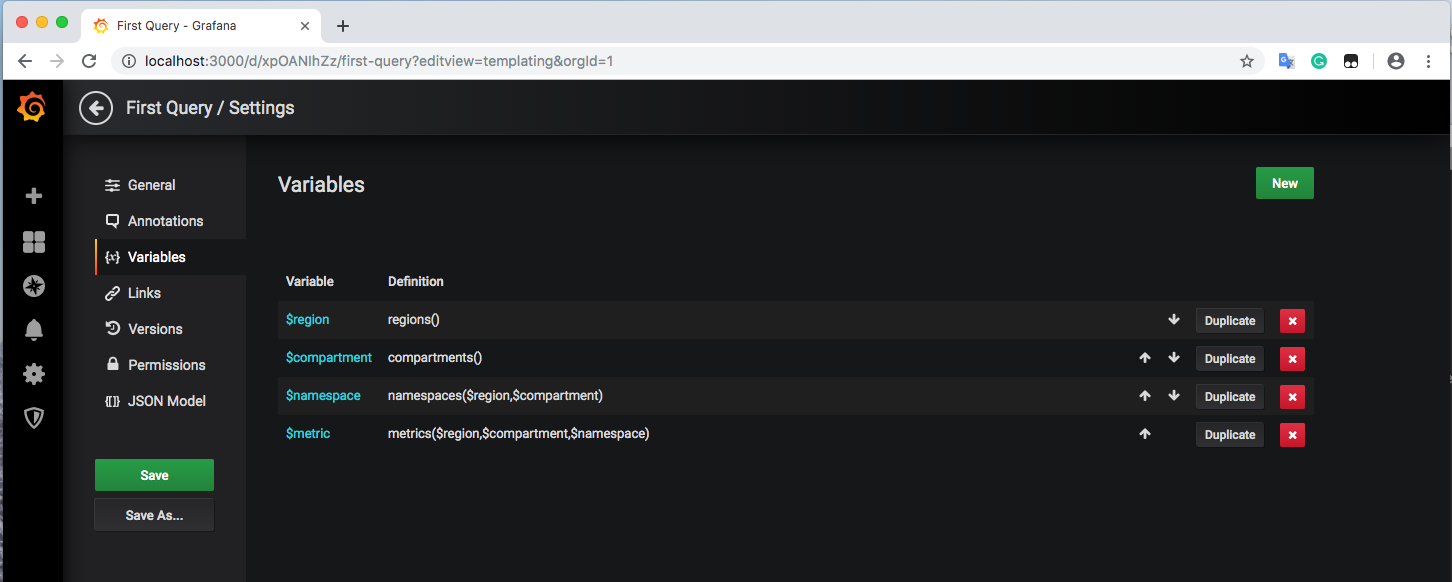 First Query - Grafana
localhost:3000/d/xpOANIhZz/first-query?editview=templating&orgId=1
First Query / Settings
General
Annotations
Variables
Links
Versions
Permissions
JSON Model
Save
Save As...
Variables
New
Variable Definition
$region regions() Duplicate
$compartment compartments() Duplicate
$namespace namespaces($region,$compartment) Duplicate
$metric metrics($region,$compartment,$namespace) Duplicate